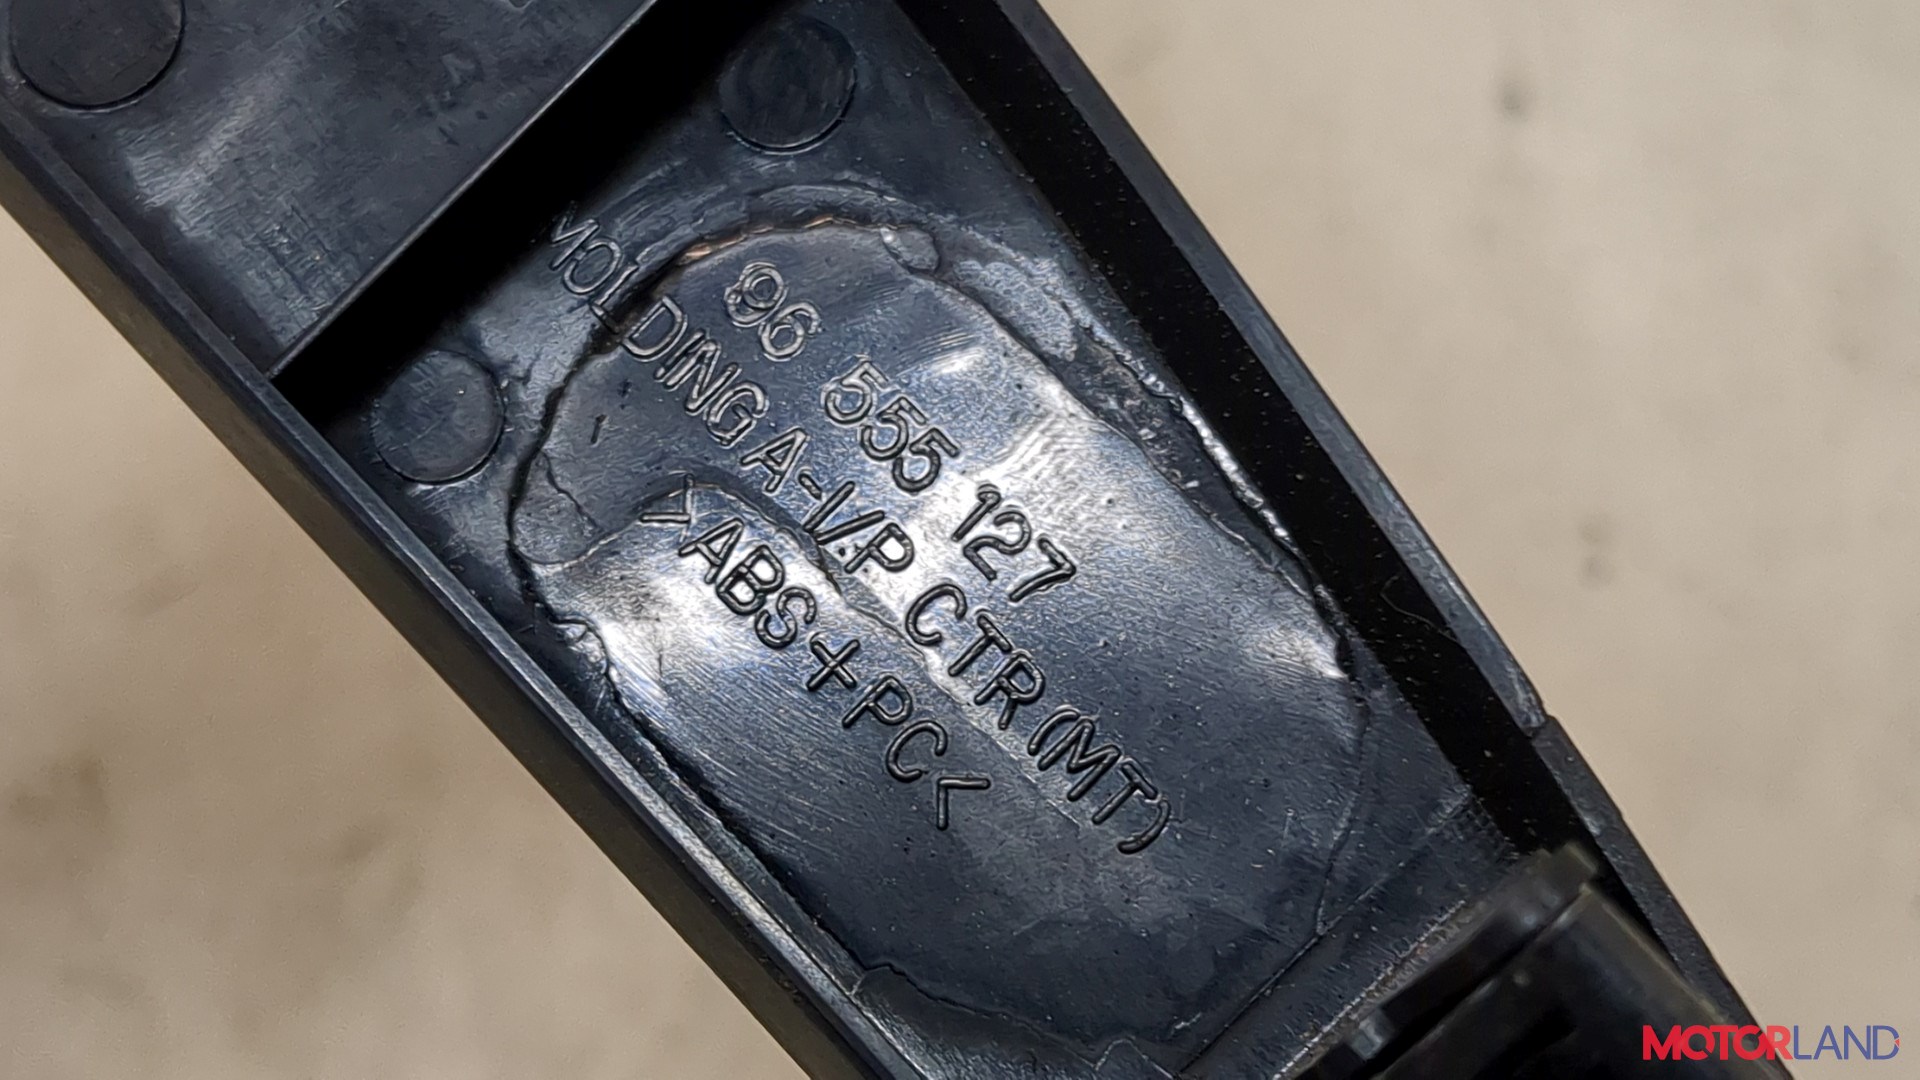 96 555 127
MOLDING A-I/P CTR (MT)
>ABS+PC<
MOTORLAND